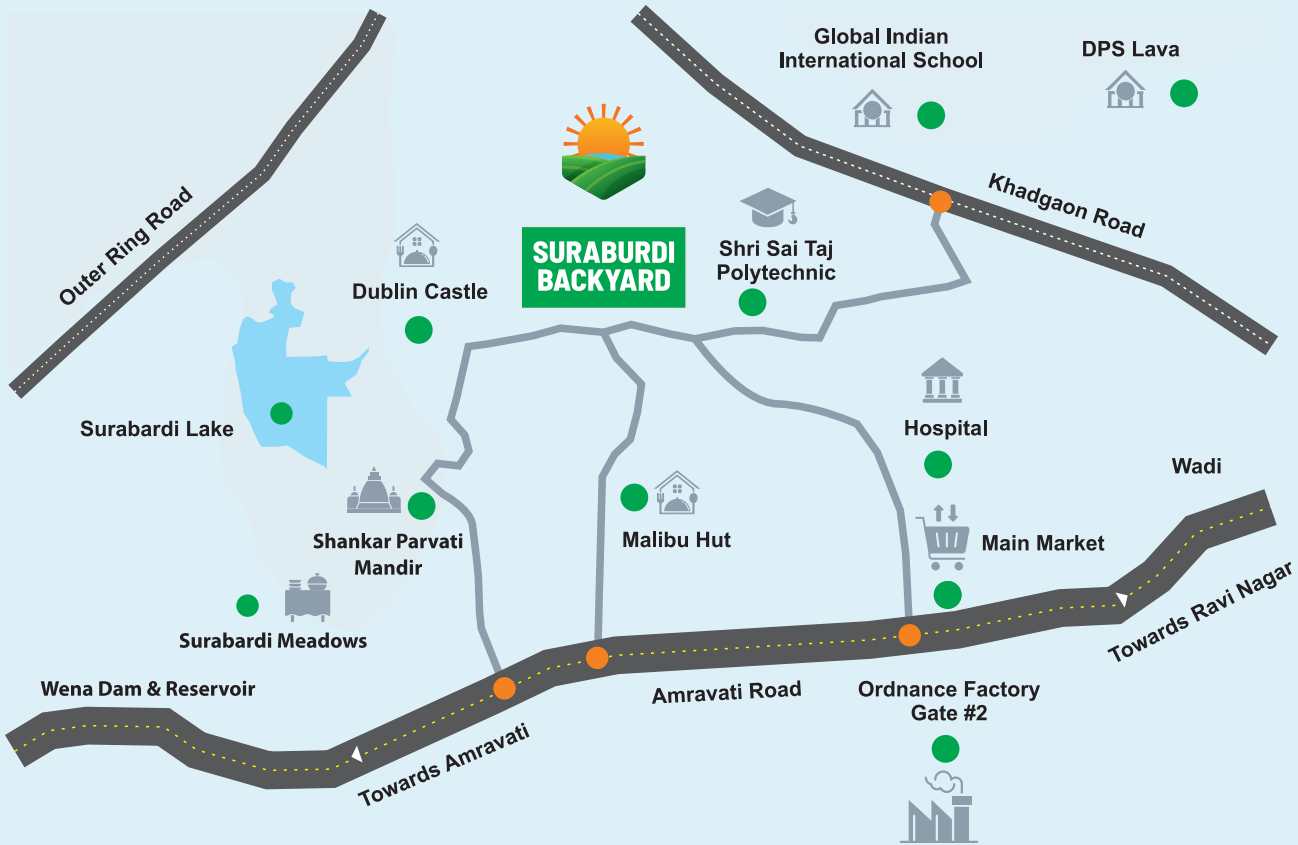 Global Indian
International School
DPS Lava
Khadgaon Road
Outer Ring Road
SURABURDI
BACKYARD
Shri Sai Taj
Polytechnic
Dublin Castle
Surabardi Lake
Hospital
Wadi
Shankar Parvati
Mandir
Malibu Hut
Main Market
Surabardi Meadows
Towards Ravi Nagar
Wena Dam & Reservoir
Amravati Road
Ordnance Factory
Gate #2
Towards Amravati